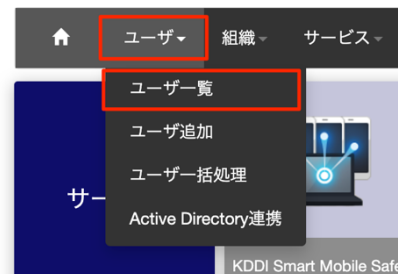 ユーザ 組織 サービス
ユーザ一覧
ユーザ追加
ユーザ一括処理
サー
Active Directory連携
KDDI Smart Mobile Safe